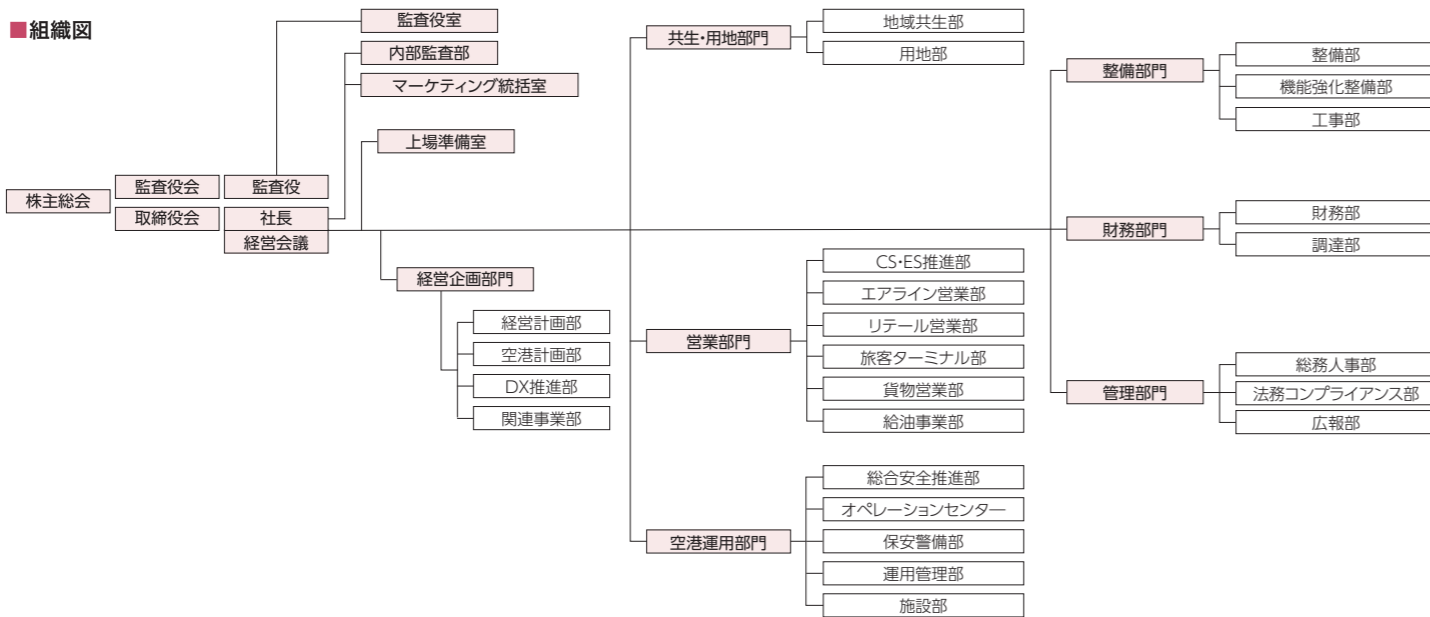 ■組織図
監査役室
内部監査部
マーケティング統括室
上場準備室
株主総会
監査役会
監査役
取締役会
社長
経営会議
経営企画部門
経営計画部
空港計画部
DX推進部
関連事業部
共生・用地部門
地域共生部
用地部
営業部門
CS・ES推進部
エアライン営業部
リテール営業部
旅客ターミナル部
貨物営業部
給油事業部
空港運用部門
総合安全推進部
オペレーションセンター
保安警備部
運用管理部
施設部
整備部門
整備部
機能強化整備部
工事部
財務部門
財務部
調達部
管理部門
総務人事部
法務コンプライアンス部
広報部